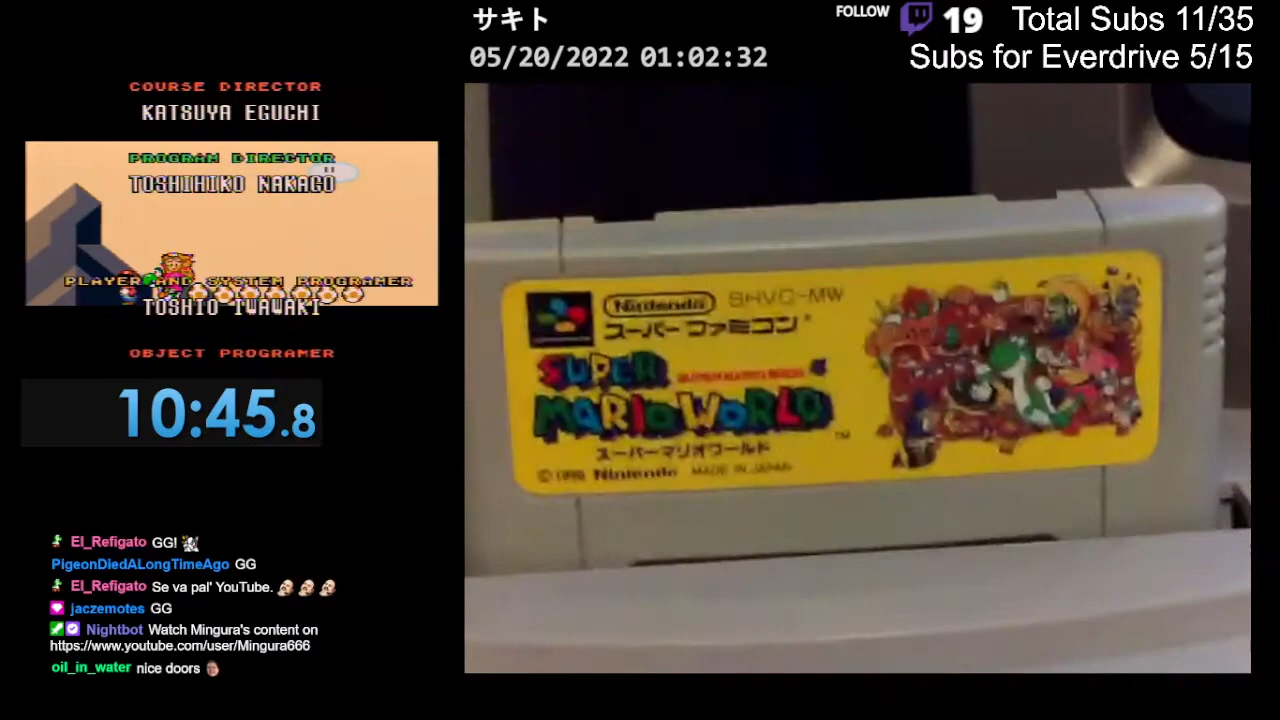 COURSE DIRECTOR
KATSUYA EGUCHI
PROGRAM DIRECTOR
TOSHIHIKO NAKAGO
PLAYER AND SYSTEM PROGRAMER
TOSHIO IWAWAKI
OBJECT PROGRAMER
10:45.8
El_Refigato GG!
PigeonDiedALongTimeAgo GG
El_Refigato Se va pal' YouTube.
jaczemotes GG
Nightbot Watch Mingura's content on
https://www.youtube.com/user/Mingura666
oil_in_water nice doors
サキト
05/20/2022 01:02:32
FOLLOW 19 Total Subs 11/35
Subs for Everdrive 5/15
Nintendo SHVC-MW
スーパーファミコン
SUPER
MARIO WORLD TM
スーパーマリオワールド
© 1990 Nintendo MADE IN JAPAN